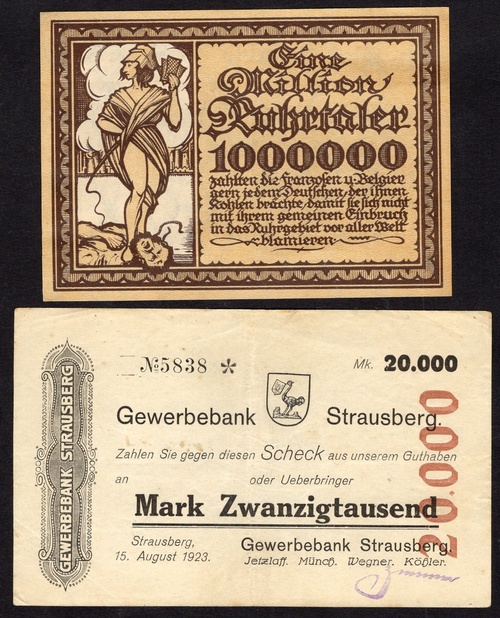 Eine
Million
Ruhrtaler
1000000
zahlten die Franzosen u. Belgier
gern jedem Deutschen, der ihnen
Kohlen brächte, damit sie sich nicht
mit ihrem gemeinen Einbruch
in das Ruhrgebiet vor aller Welt
blamieren
№5838 *
Mk. 20.000
Gewerbebank Strausberg.
Zahlen Sie gegen diesen Scheck aus unserem Guthaben
an oder Ueberbringer
Mark Zwanzigtausend
Strausberg,
15. August 1923.
Gewerbebank Strausberg.
Jetzlaff. Münch. Wegner. Kößler.
GEWERBEBANK STRAUSBERG
20.000